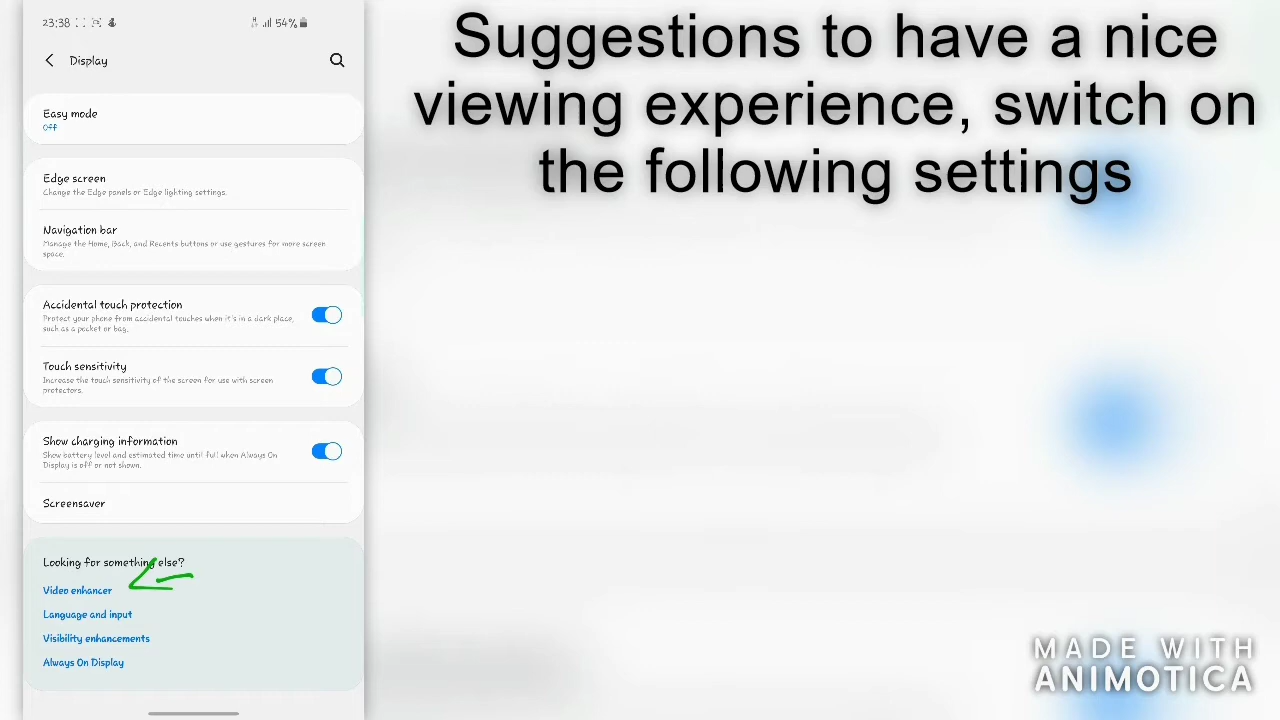 23:38
54%
Display
Easy mode
Off
Edge screen
Change the Edge panels or Edge lighting settings.
Navigation bar
Manage the Home, Back, and Recents buttons or use gestures for more screen
space.
Accidental touch protection
Protect your phone from accidental touches when it's in a dark place,
such as a pocket or bag.
Touch sensitivity
Increase the touch sensitivity of the screen for use with screen
protectors.
Show charging information
Show battery level and estimated time until full when Always On
Display is off or not shown.
Screensaver
Looking for something else?
Video enhancer
Language and input
Visibility enhancements
Always On Display
Suggestions to have a nice
viewing experience, switch on
the following settings
MADE WITH
ANIMOTICA